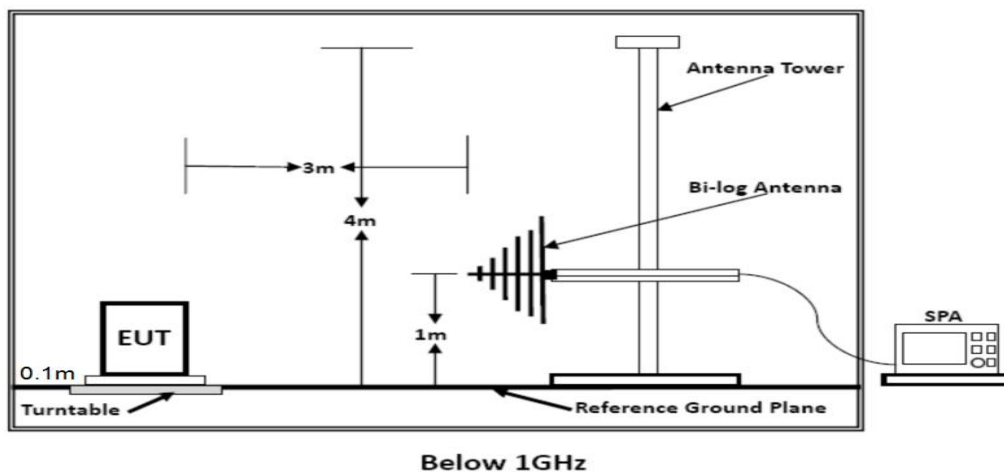 Antenna Tower
3m
Bi-log Antenna
4m
SPA
EUT
1m
0.1m
Turntable
Reference Ground Plane
Below 1GHz